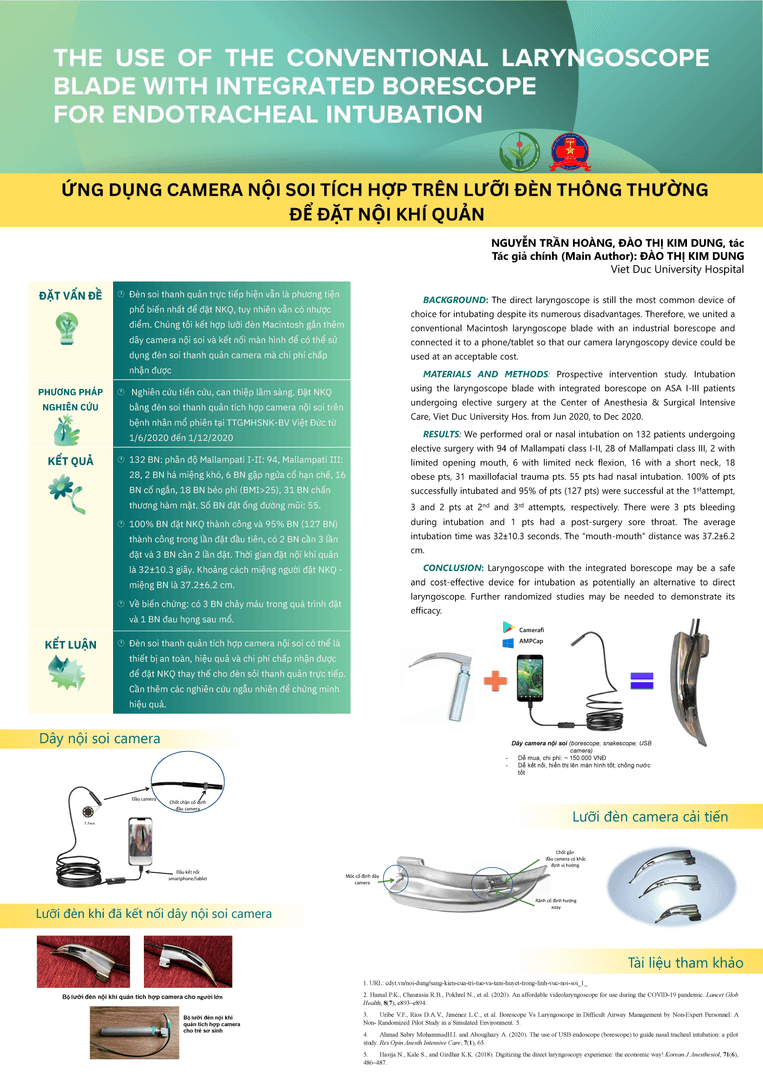 THE USE OF THE CONVENTIONAL LARYNGOSCOPE
BLADE WITH INTEGRATED BORESCOPE
FOR ENDOTRACHEAL INTUBATION
ỨNG DỤNG CAMERA NỘI SOI TÍCH HỢP TRÊN LƯỠI ĐÈN THÔNG THƯỜNG
ĐỂ ĐẶT NỘI KHÍ QUẢN
NGUYỄN TRẦN HOÀNG, ĐÀO THỊ KIM DUNG, tác
Tác giả chính (Main Author): ĐÀO THỊ KIM DUNG
Viet Duc University Hospital
ĐẶT VẤN ĐỀ
Đèn soi thanh quản trực tiếp hiện vẫn là phương tiện
phổ biến nhất để đặt NKQ, tuy nhiên vẫn có nhược
điểm. Chúng tôi kết hợp lưỡi đèn Macintosh gắn thêm
dây camera nội soi và kết nối màn hình để có thể sử
dụng đèn soi thanh quản camera mà chi phí chấp
nhận được
PHƯƠNG PHÁP
NGHIÊN CỨU
Nghiên cứu tiến cứu, can thiệp lâm sàng. Đặt NKQ
bằng đèn soi thanh quản tích hợp camera nội soi trên
bệnh nhân mổ phiên tại TTGMHSNK-BV Việt Đức từ
1/6/2020 đến 1/12/2020
KẾT QUẢ
132 BN: phân độ Mallampati I-II: 94, Mallampati III:
28, 2 BN há miệng khó, 6 BN gập ngửa cổ hạn chế, 16
BN cổ ngắn, 18 BN béo phì (BMI>25), 31 BN chấn
thương hàm mặt. Số BN đặt ống đường mũi: 55.
100% BN đặt NKQ thành công và 95% BN (127 BN)
thành công trong lần đặt đầu tiên, có 2 BN cần 3 lần
đặt và 3 BN cần 2 lần đặt. Thời gian đặt nội khí quản
là 32±10.3 giây. Khoảng cách miệng người đặt NKQ -
miệng BN là 37.2±6.2 cm.
Về biến chứng: có 3 BN chảy máu trong quá trình đặt
và 1 BN đau họng sau mổ.
KẾT LUẬN
Đèn soi thanh quản tích hợp camera nội soi có thể là
thiết bị an toàn, hiệu quả và chi phí chấp nhận được
để đặt NKQ thay thế cho đèn sói thanh quản trực tiếp.
Cần thêm các nghiên cứu ngẫu nhiên để chứng minh
hiệu quả.
BACKGROUND: The direct laryngoscope is still the most common device of
choice for intubating despite its numerous disadvantages. Therefore, we united a
conventional Macintosh laryngoscope blade with an industrial borescope and
connected it to a phone/tablet so that our camera laryngoscopy device could be
used at an acceptable cost.
MATERIALS AND METHODS: Prospective intervention study. Intubation
using the laryngoscope blade with integrated borescope on ASA I-III patients
undergoing elective surgery at the Center of Anesthesia & Surgical Intensive
Care, Viet Duc University Hos. from Jun 2020, to Dec 2020.
RESULTS: We performed oral or nasal intubation on 132 patients undergoing
elective surgery with 94 of Mallampati class I-II, 28 of Mallampati class III, 2 with
limited opening mouth, 6 with limited neck flexion, 16 with a short neck, 18
obese pts, 31 maxillofacial trauma pts. 55 pts had nasal intubation. 100% of pts
successfully intubated and 95% of pts (127 pts) were successful at the 1stattempt,
3 and 2 pts at 2nd and 3rd attempts, respectively. There were 3 pts bleeding
during intubation and 1 pts had a post-surgery sore throat. The average
intubation time was 32±10.3 seconds. The “mouth-mouth” distance was 37.2±6.2
cm.
CONCLUSION: Laryngoscope with the integrated borescope may be a safe
and cost-effective device for intubation as potentially an alternative to direct
laryngoscope. Further randomized studies may be needed to demonstrate its
efficacy.
Camerafi
AMPCap
Dây camera nội soi (borescope; snakescope; USB
camera)
- Dễ mua, chi phí: ~ 150.000 VNĐ
- Dễ kết nối, hiển thị lên màn hình tốt; chống nước
tốt
Dây nội soi camera
Đầu camera
Chốt chặn cố định
đầu camera
Đầu kết nối
smartphone/tablet
Lưỡi đèn camera cải tiến
Chốt gắn
đầu camera có khấc
định vị hướng
Móc cố định dây
camera
Rãnh cố định hướng
xoay
Lưỡi đèn khi đã kết nối dây nội soi camera
Bộ lưỡi đèn nội khí quản tích hợp camera cho người lớn
Bộ lưỡi đèn nội khí
quản tích hợp camera
cho trẻ sơ sinh
Tài liệu tham khảo
1. URL: cdyt.vn/noi-dung/sang-kien-cua-tri-tue-va-tam-huyet-trong-linh-vuc-noi-soi_1_
2. Hamal P.K., Chaurasia R.B., Pokhrel N., et al. (2020). An affordable videolaryngoscope for use during the COVID-19 pandemic. Lancet Glob
Health, 8(7), e893–e894.
3. Uribe V.F., Rios D.A.V., Jiménez L.C., et al. Borescope Vs Laryngoscope in Difficult Airway Management by Non-Expert Personnel: A
Non- Randomized Pilot Study in a Simulated Environment. 5.
4. Ahmad Sabry MohammadH.I. and Aboughazy A. (2020). The use of USB endoscope (borescope) to guide nasal tracheal intubation: a pilot
study. Res Opin Anesth Intensive Care, 7(1), 65.
5. Hasija N., Kale S., and Girdhar K.K. (2018). Digitizing the direct laryngoscopy experience: the economic way! Korean J Anesthesiol, 71(6),
486–487.